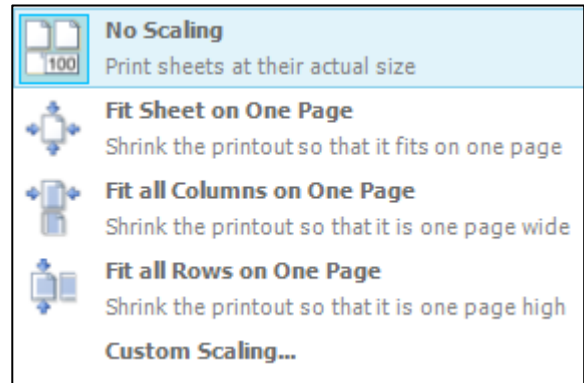 No Scaling
100
Print sheets at their actual size
Fit Sheet on One Page
Shrink the printout so that it fits on one page
Fit all Columns on One Page
Shrink the printout so that it is one page wide
Fit all Rows on One Page
Shrink the printout so that it is one page high
Custom Scaling...